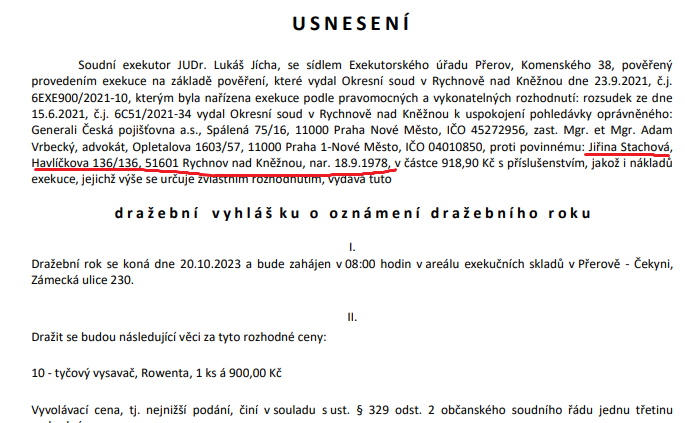 USNESENÍ
Soudní exekutor JUDr. Lukáš Jícha, se sídlem Exekutorského úřadu Přerov, Komenského 38, pověřený
provedením exekuce na základě pověření, které vydal Okresní soud v Rychnově nad Kněžnou dne 23.9.2021, č.j.
6EXE900/2021-10, kterým byla nařízena exekuce podle pravomocných a vykonatelných rozhodnutí: rozsudek ze dne
15.6.2021, č.j. 6C51/2021-34 vydal Okresní soud v Rychnově nad Kněžnou k uspokojení pohledávky oprávněného:
Generali Česká pojišťovna a.s., Spálená 75/16, 11000 Praha Nové Město, IČO 45272956, zast. Mgr. et Mgr. Adam
Vrbecký, advokát, Opletalova 1603/57, 11000 Praha 1-Nové Město, IČO 04010850, proti povinnému: Jiřina Stachová,
Havlíčkova 136/136, 51601 Rychnov nad Kněžnou, nar. 18.9.1978, v částce 918,90 Kč s příslušenstvím, jakož i nákladů
exekuce, jejichž výše se určuje zvláštním rozhodnutím, vydává tuto
dražební vyhlášku o oznámení dražebního roku
I.
Dražební rok se koná dne 20.10.2023 a bude zahájen v 08:00 hodin v areálu exekučních skladů v Přerově - Čekyni,
Zámecká ulice 230.
II.
Dražit se budou následující věci za tyto rozhodné ceny:
10 - tyčový vysavač, Rowenta, 1 ks á 900,00 Kč
Vyvolávací cena, tj. nejnižší podání, činí v souladu s ust. § 329 odst. 2 občanského soudního řádu jednu třetinu